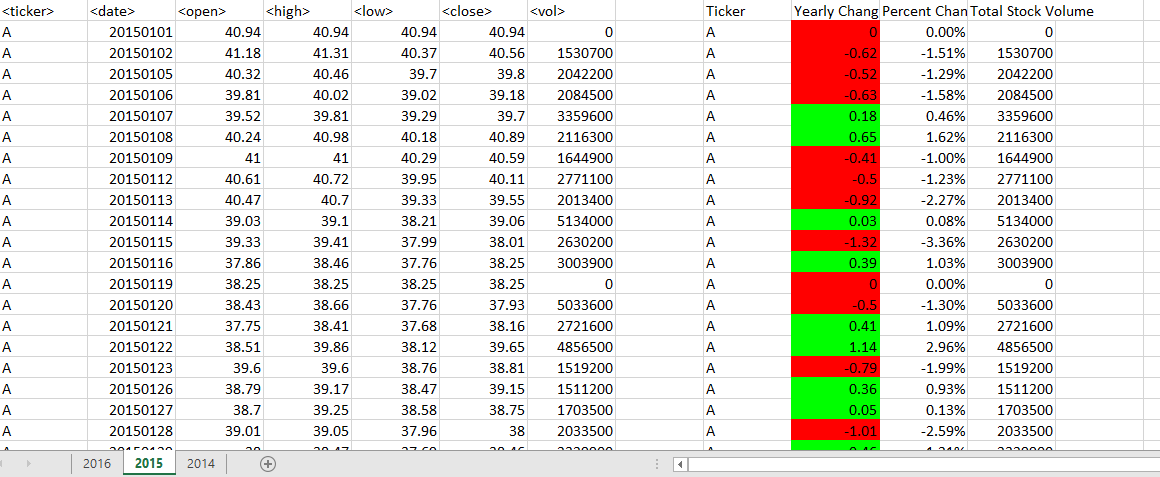 <ticker> <date> <open> <high> <low> <close> <vol> Ticker Yearly Chang Percent Chan Total Stock Volume
A 20150101 40.94 40.94 40.94 40.94 0 A 0 0.00% 0
A 20150102 41.18 41.31 40.37 40.56 1530700 A -0.62 -1.51% 1530700
A 20150105 40.32 40.46 39.7 39.8 2042200 A -0.52 -1.29% 2042200
A 20150106 39.81 40.02 39.02 39.18 2084500 A -0.63 -1.58% 2084500
A 20150107 39.52 39.81 39.29 39.7 3359600 A 0.18 0.46% 3359600
A 20150108 40.24 40.98 40.18 40.89 2116300 A 0.65 1.62% 2116300
A 20150109 41 41 40.29 40.59 1644900 A -0.41 -1.00% 1644900
A 20150112 40.61 40.72 39.95 40.11 2771100 A -0.5 -1.23% 2771100
A 20150113 40.47 40.7 39.33 39.55 2013400 A -0.92 -2.27% 2013400
A 20150114 39.03 39.1 38.21 39.06 5134000 A 0.03 0.08% 5134000
A 20150115 39.33 39.41 37.99 38.01 2630200 A -1.32 -3.36% 2630200
A 20150116 37.86 38.46 37.76 38.25 3003900 A 0.39 1.03% 3003900
A 20150119 38.25 38.25 38.25 38.25 0 A 0 0.00% 0
A 20150120 38.43 38.66 37.76 37.93 5033600 A -0.5 -1.30% 5033600
A 20150121 37.75 38.41 37.68 38.16 2721600 A 0.41 1.09% 2721600
A 20150122 38.51 39.86 38.12 39.65 4856500 A 1.14 2.96% 4856500
A 20150123 39.6 39.6 38.76 38.81 1519200 A -0.79 -1.99% 1519200
A 20150126 38.79 39.17 38.47 39.15 1511200 A 0.36 0.93% 1511200
A 20150127 38.7 39.25 38.58 38.75 1703500 A 0.05 0.13% 1703500
A 20150128 39.01 39.05 37.96 38 2033500 A -1.01 -2.59% 2033500
2016 2015 2014